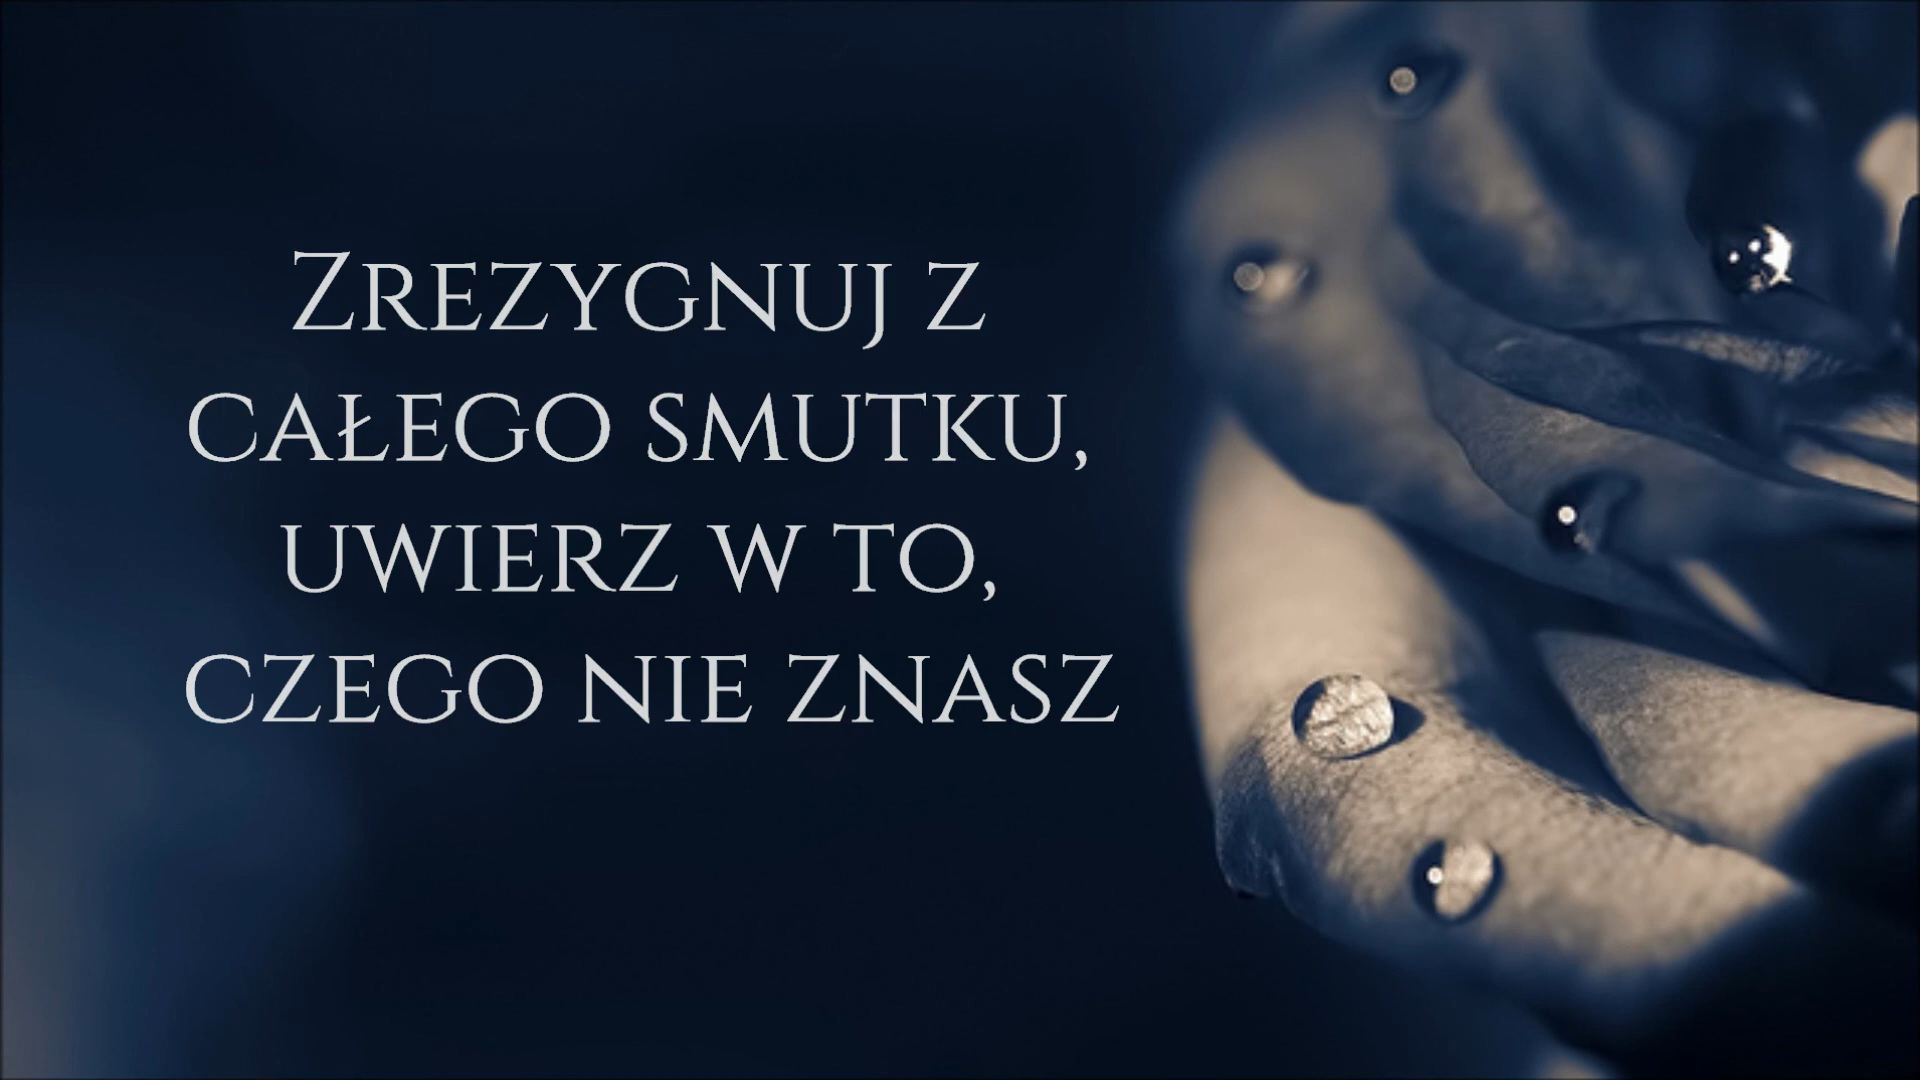 Zrezygnuj z
całego smutku,
uwierz w to,
czego nie znasz